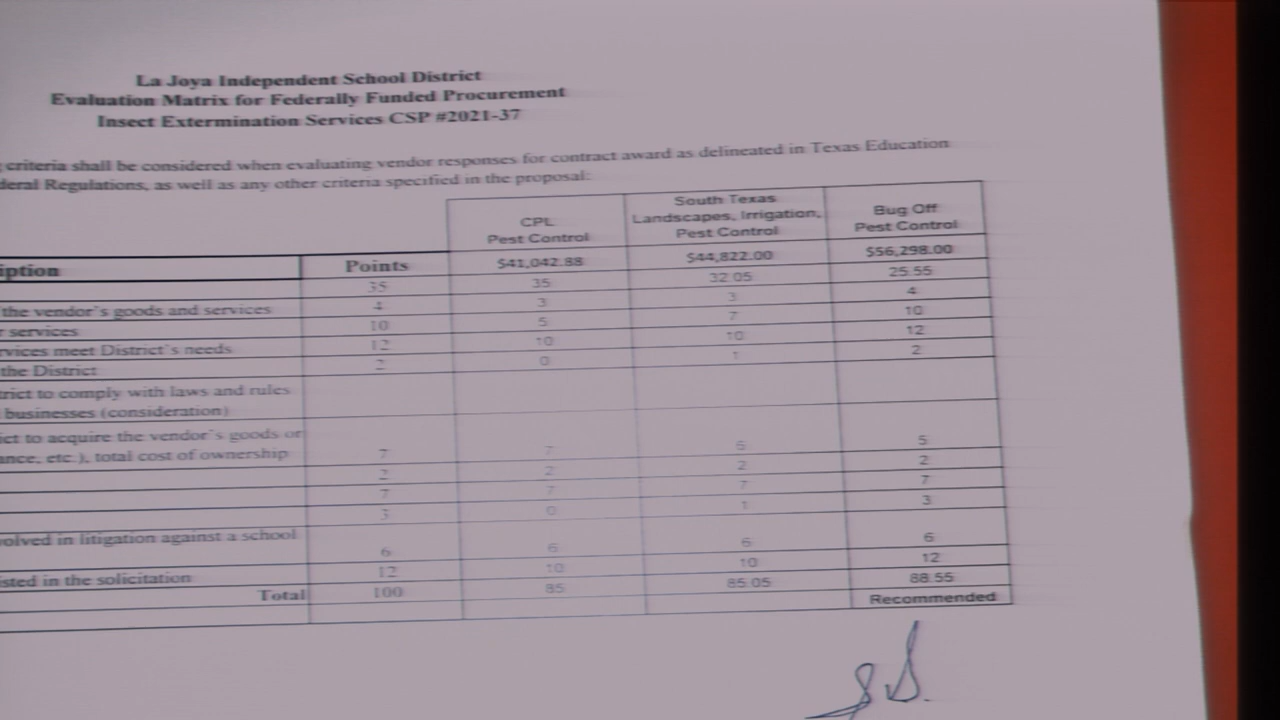 La Joya Independent School District
Evaluation Matrix for Federally Funded Procurement
Insect Extermination Services CSP #2021-37
criteria shall be considered when evaluating vendor responses for contract award as delineated in Texas Education
deral Regulations, as well as any other criteria specified in the proposal:
CPL Pest Control
South Texas Landscapes, Irrigation, Pest Control
Bug Off Pest Control
iption Points $41,042.88 $44,822.00 $56,298.00
35 35 32.05 25.55
the vendor's goods and services 4 3 3 4
r services 10 5 7 10
rvices meet District's needs 12 10 10 12
the District 2 0 1 2
trict to comply with laws and rules
businesses (consideration)
ict to acquire the vendor's goods or
ance, etc.), total cost of ownership 7 7 6 5
2 2 2 2
7 7 7 7
3 0 1 3
volved in litigation against a school
6 6 6 6
isted in the solicitation 12 10 10 12
Total 100 85 85.05 88.55
Recommended